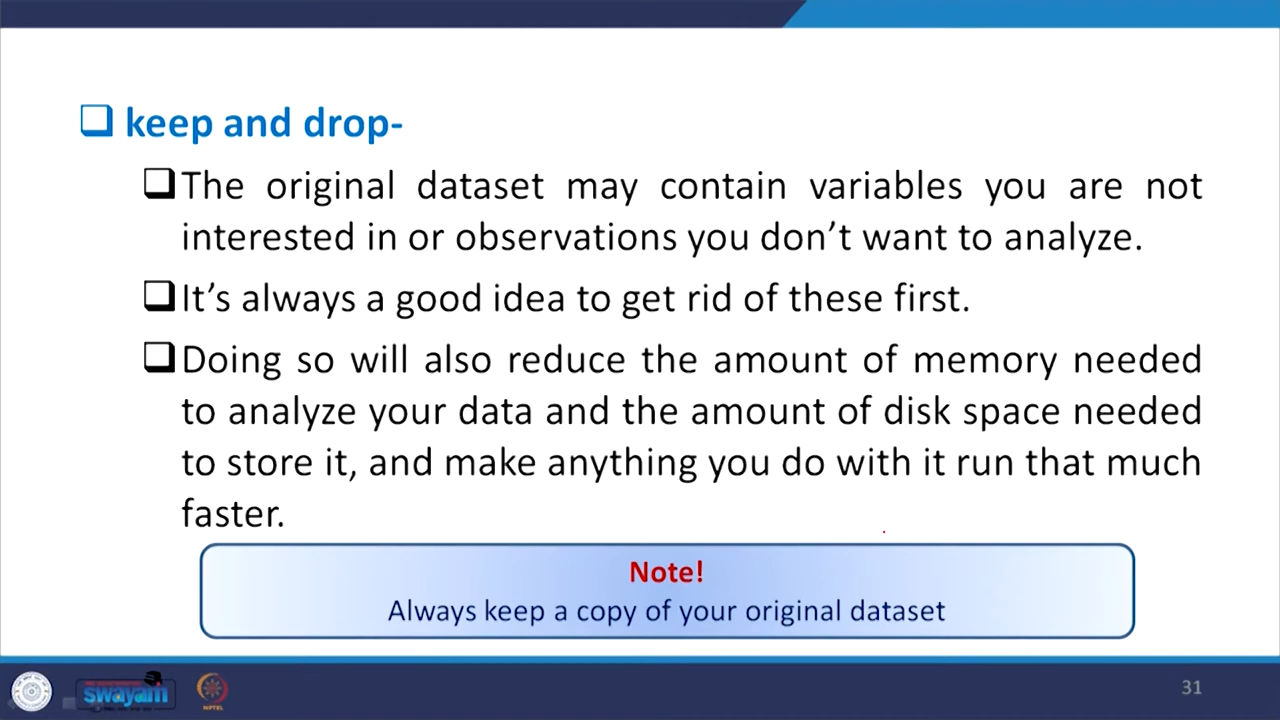 keep and drop-
The original dataset may contain variables you are not
interested in or observations you don’t want to analyze.
It’s always a good idea to get rid of these first.
Doing so will also reduce the amount of memory needed
to analyze your data and the amount of disk space needed
to store it, and make anything you do with it run that much
faster.
Note!
Always keep a copy of your original dataset
swayam
NPTEL
31